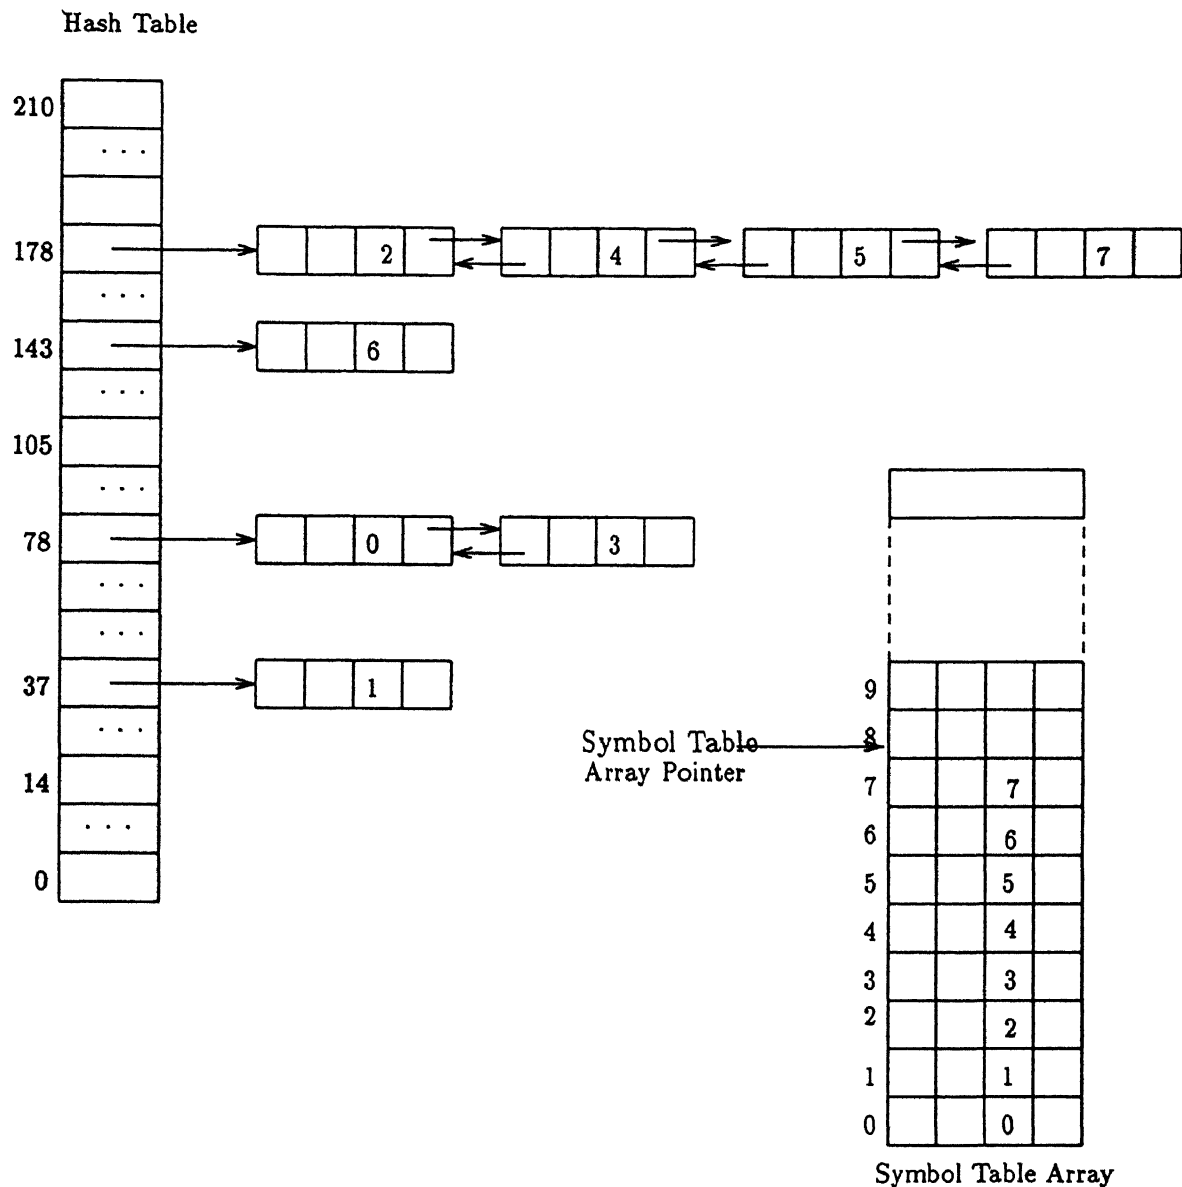 Hash Table
210
. . .
178 2 4 5 7
. . .
143 6
. . .
105
. . .
78 0 3
. . .
. . .
37 1
. . .
14
. . .
0
Symbol Table
Array Pointer
9
8
7 7
6 6
5 5
4 4
3 3
2 2
1 1
0 0
Symbol Table Array